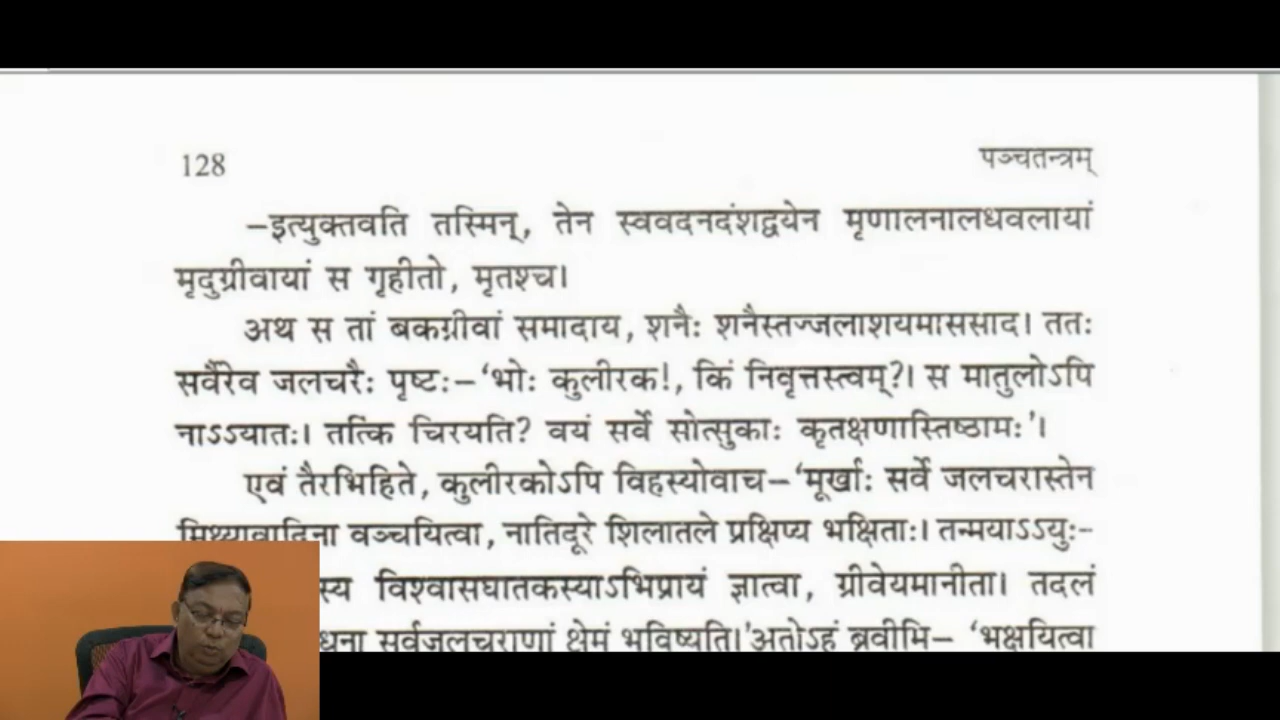 128 पञ्चतन्त्रम्
–इत्युक्तवति तस्मिन्, तेन स्ववदनदंशद्वयेन मृणालनालधवलायां
मृदुग्रीवायां स गृहीतो, मृतश्च।
अथ स तां बकग्रीवां समादाय, शनैः शनैस्तज्जलाशयमाससाद। ततः
सर्वैरेव जलचरैः पृष्टः–‘भोः कुलीरक!, किं निवृत्तस्त्वम्?। स मातुलोऽपि
नाऽऽयातः। तत्किं चिरयति? वयं सर्वे सोत्सुकाः कृतक्षणास्तिष्ठामः’।
एवं तैरभिहिते, कुलीरकोऽपि विहस्योवाच–‘मूर्खाः सर्वे जलचरास्तेन
मिथ्यावादिना वञ्चयित्वा, नातिदूरे शिलातले प्रक्षिप्य भक्षिताः। तन्मयाऽऽयुः-
स्य विश्वासघातकस्याऽभिप्रायं ज्ञात्वा, ग्रीवेयमानीता। तदलं
सर्वजलचराणां क्षेमं भविष्यति।’अतोऽहं ब्रवीमि– ‘भक्षयित्वा